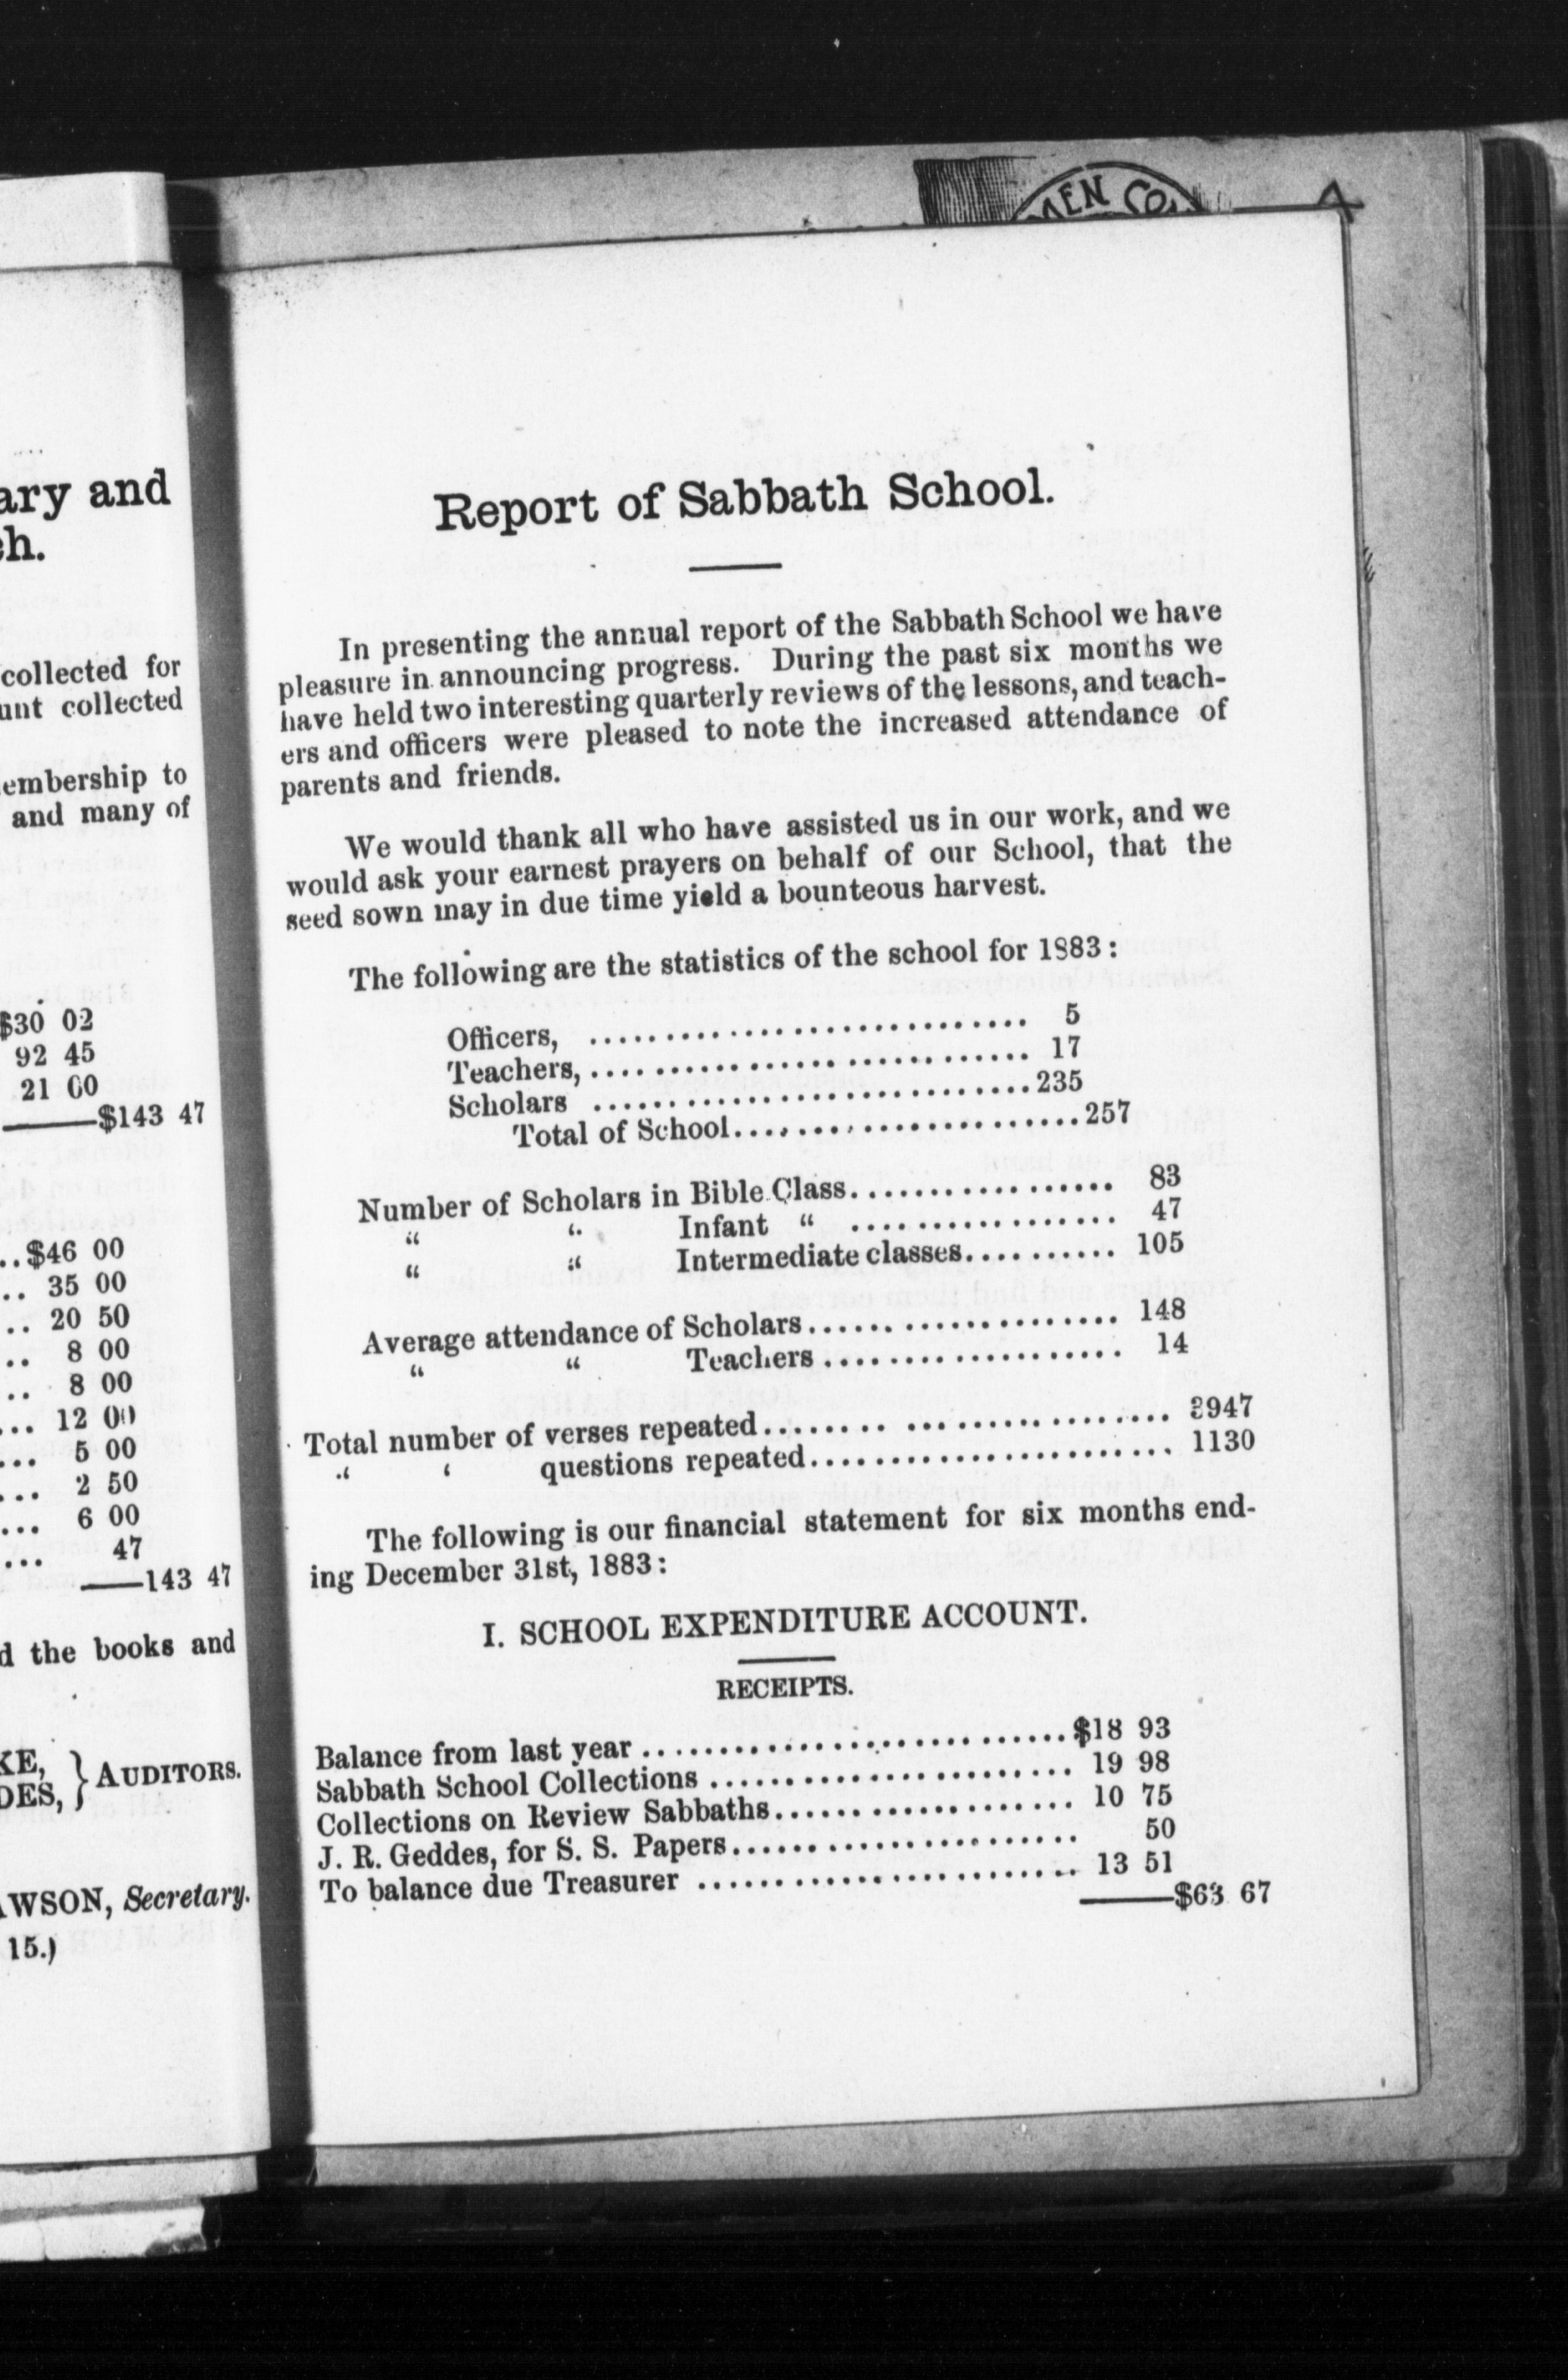 ary and
ch.
collected for
unt collected
embership to
and many of
$30 02
92 45
21 00
$143 47
..$46 00
.. 35 00
.. 20 50
.. 8 00
.. 8 00
... 12 00
... 5 00
... 2 50
... 6 00
... 47
143 47
d the books and
KE,
DES, } AUDITORS.
AWSON, Secretary.
15.)
MEN CO
Report of Sabbath School.
In presenting the annual report of the Sabbath School we have
pleasure in announcing progress. During the past six months we
have held two interesting quarterly reviews of the lessons, and teach-
ers and officers were pleased to note the increased attendance of
parents and friends.
We would thank all who have assisted us in our work, and we
would ask your earnest prayers on behalf of our School, that the
seed sown may in due time yield a bounteous harvest.
The following are the statistics of the school for 1883:
Officers, .............................. 5
Teachers, .............................. 17
Scholars .............................. 235
Total of School........................257
Number of Scholars in Bible Class.................. 83
“ “ Infant “ .................. 47
“ “ Intermediate classes........... 105
Average attendance of Scholars...................... 148
“ “ Teachers .................... 14
Total number of verses repeated........................ 3947
“ ‘ questions repeated........................ 1130
The following is our financial statement for six months end-
ing December 31st, 1883:
I. SCHOOL EXPENDITURE ACCOUNT.
RECEIPTS.
Balance from last year ..............................$18 93
Sabbath School Collections ........................ 19 98
Collections on Review Sabbaths.................... 10 75
J. R. Geddes, for S. S. Papers........................ 50
To balance due Treasurer .......................... 13 51
$63 67